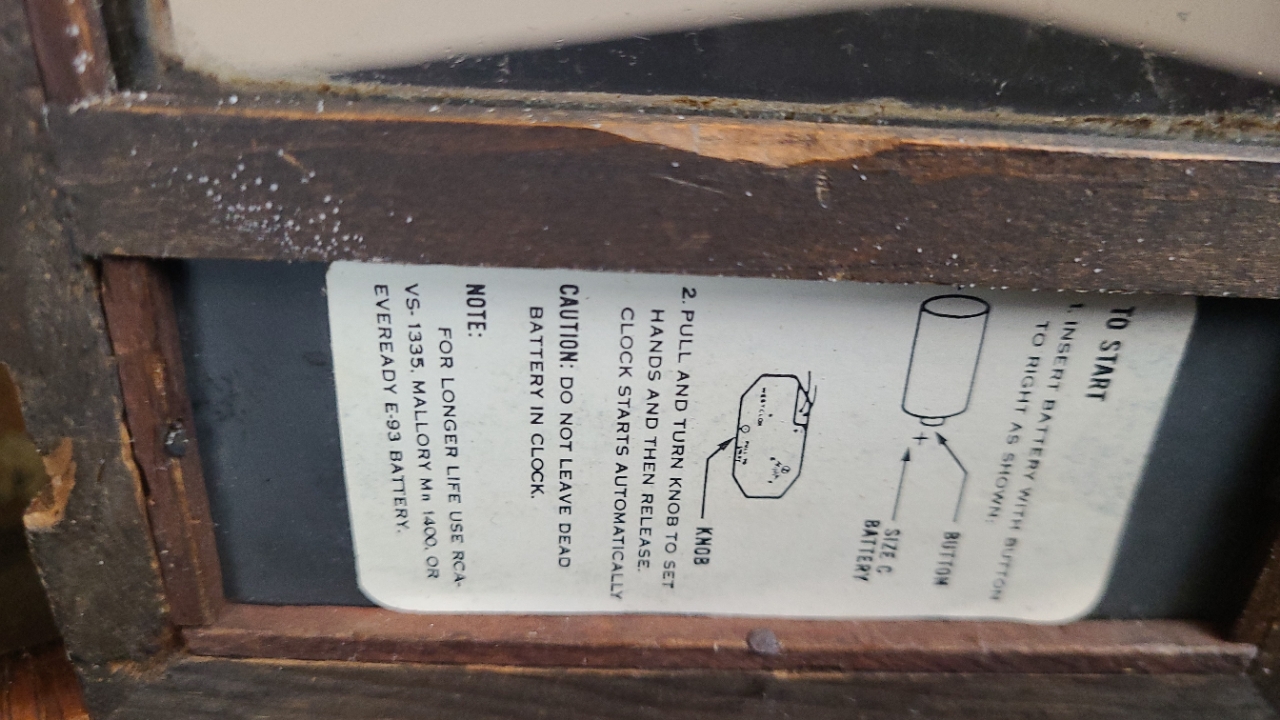 TO START
1. INSERT BATTERY WITH BUTTON
TO RIGHT AS SHOWN:
BUTTON
+
SIZE C
BATTERY
KNOB
2. PULL AND TURN KNOB TO SET
HANDS AND THEN RELEASE.
CLOCK STARTS AUTOMATICALLY
CAUTION: DO NOT LEAVE DEAD
BATTERY IN CLOCK.
NOTE:
FOR LONGER LIFE USE RCA-
VS-1335, MALLORY Mn 1400, OR
EVEREADY E-93 BATTERY.